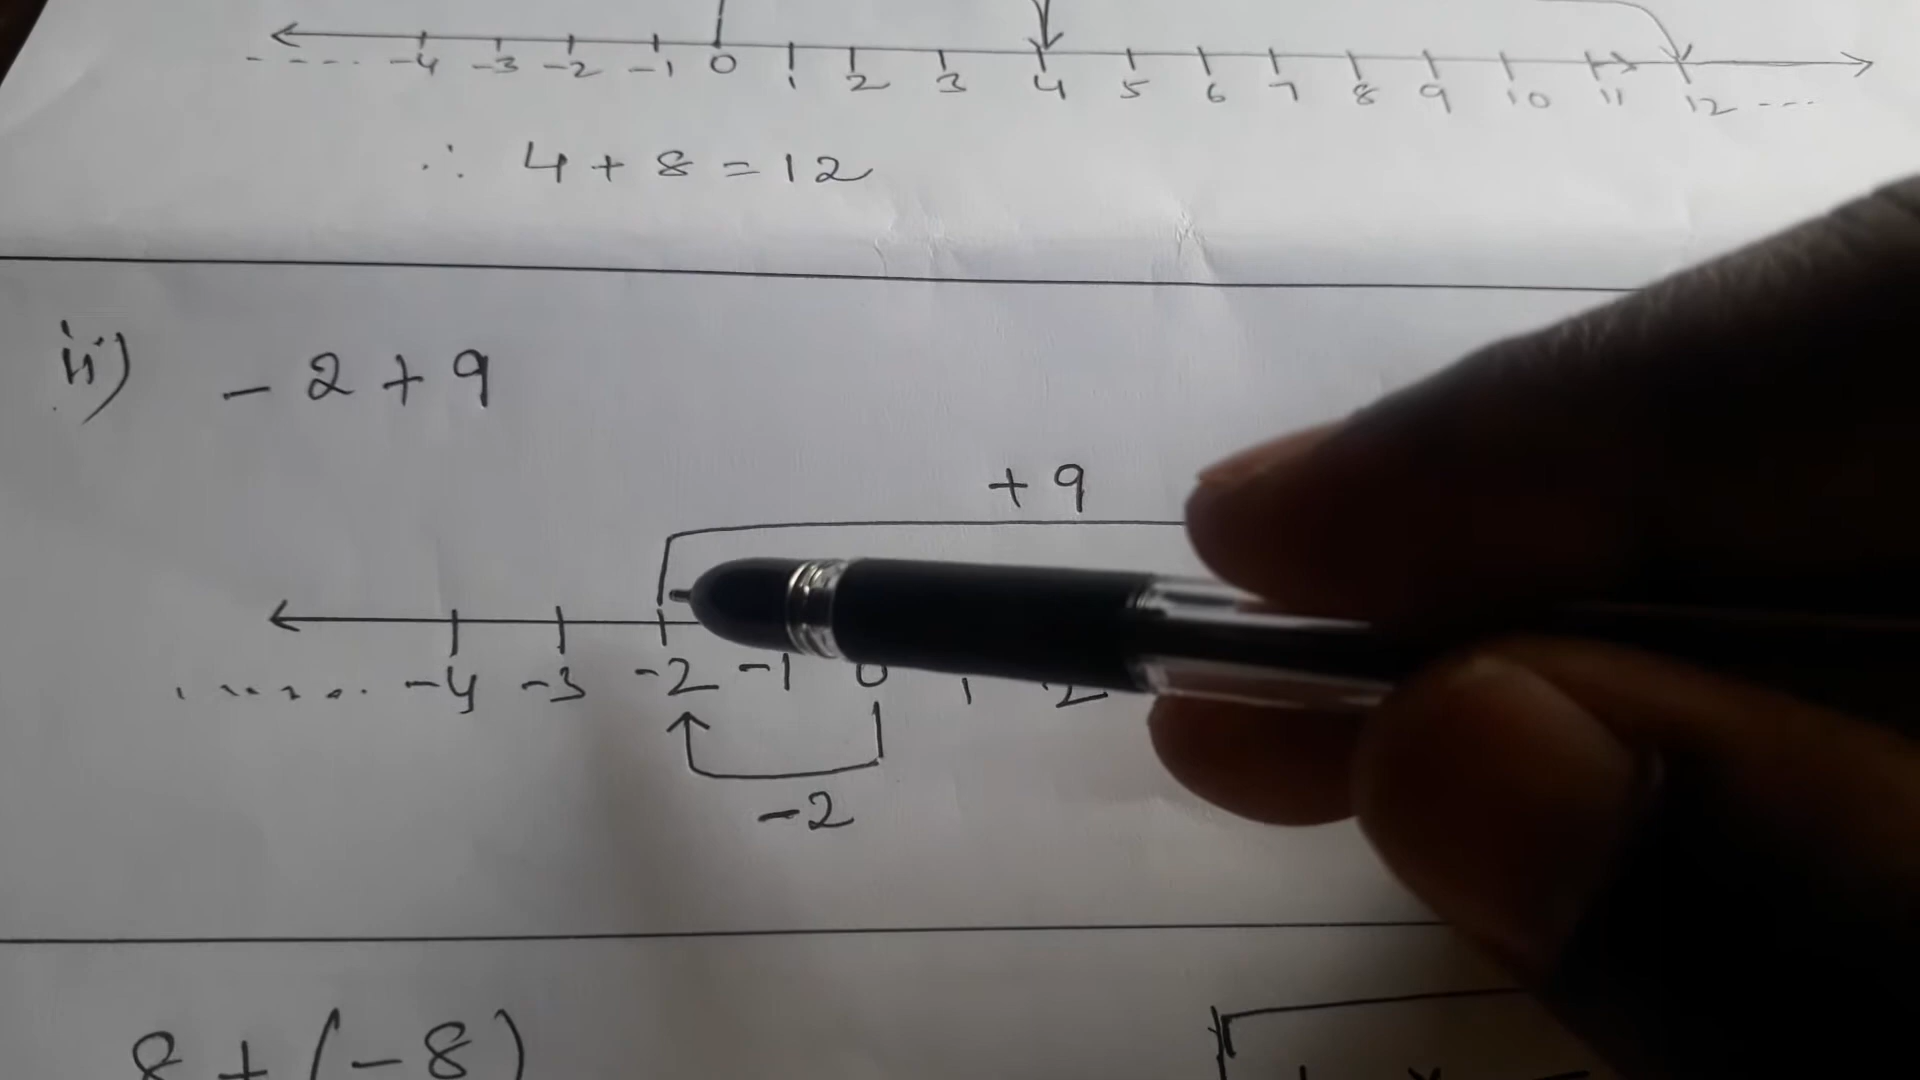 - - - - . -4 -3 -2 -1 0 1 2 3 4 5 6 7 8 9 10 11 12 ---
∴ 4 + 8 = 12
ii) - 2 + 9
+ 9
...... -4 -3 -2 -1 0 1 2
-2
8 + (-8)